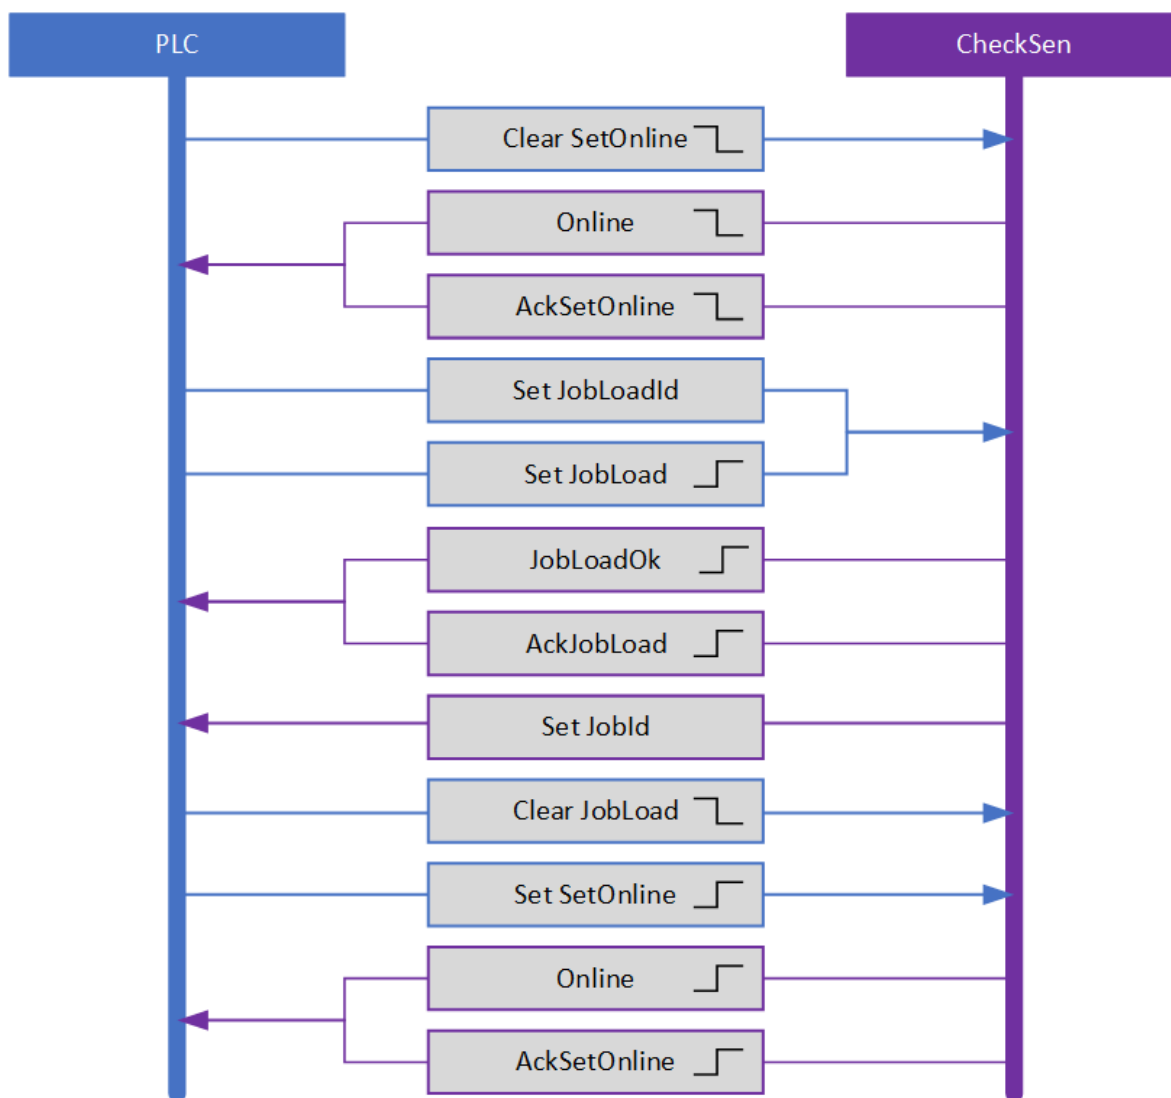 PLC
CheckSen
Clear SetOnline
Online
AckSetOnline
Set JobLoadId
Set JobLoad
JobLoadOk
AckJobLoad
Set JobId
Clear JobLoad
Set SetOnline
Online
AckSetOnline